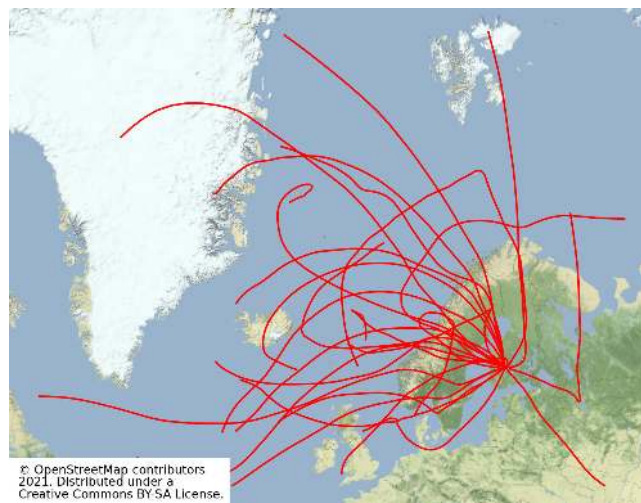 © OpenStreetMap contributors
2021. Distributed under a
Creative Commons BY-SA License.